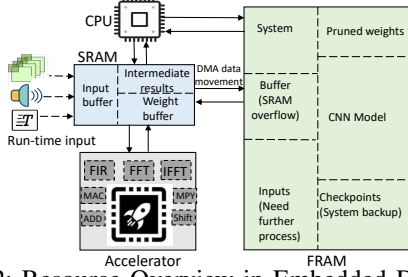 CPU
SRAM
Input
buffer
Intermediate
results
Weight
buffer
DMA data
movement
Run-time input
FIR
FFT
IFFT
MAC
MPY
ADD
Shift
Accelerator
System
Pruned weights
Buffer
(SRAM
overflow)
CNN Model
Inputs
(Need
further
process)
Checkpoints
(System backup)
FRAM